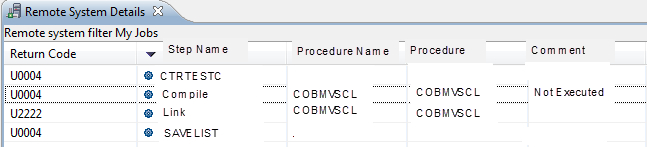 Remote System Details
Remote system filter My Jobs
Return Code Step Name Procedure Name Procedure Comment
U0004 CTRTESTC
U0004 Compile COBMVSCL COBMVSCL Not Executed
U2222 Link COBMVSCL COBMVSCL
U0004 SAVELIST .